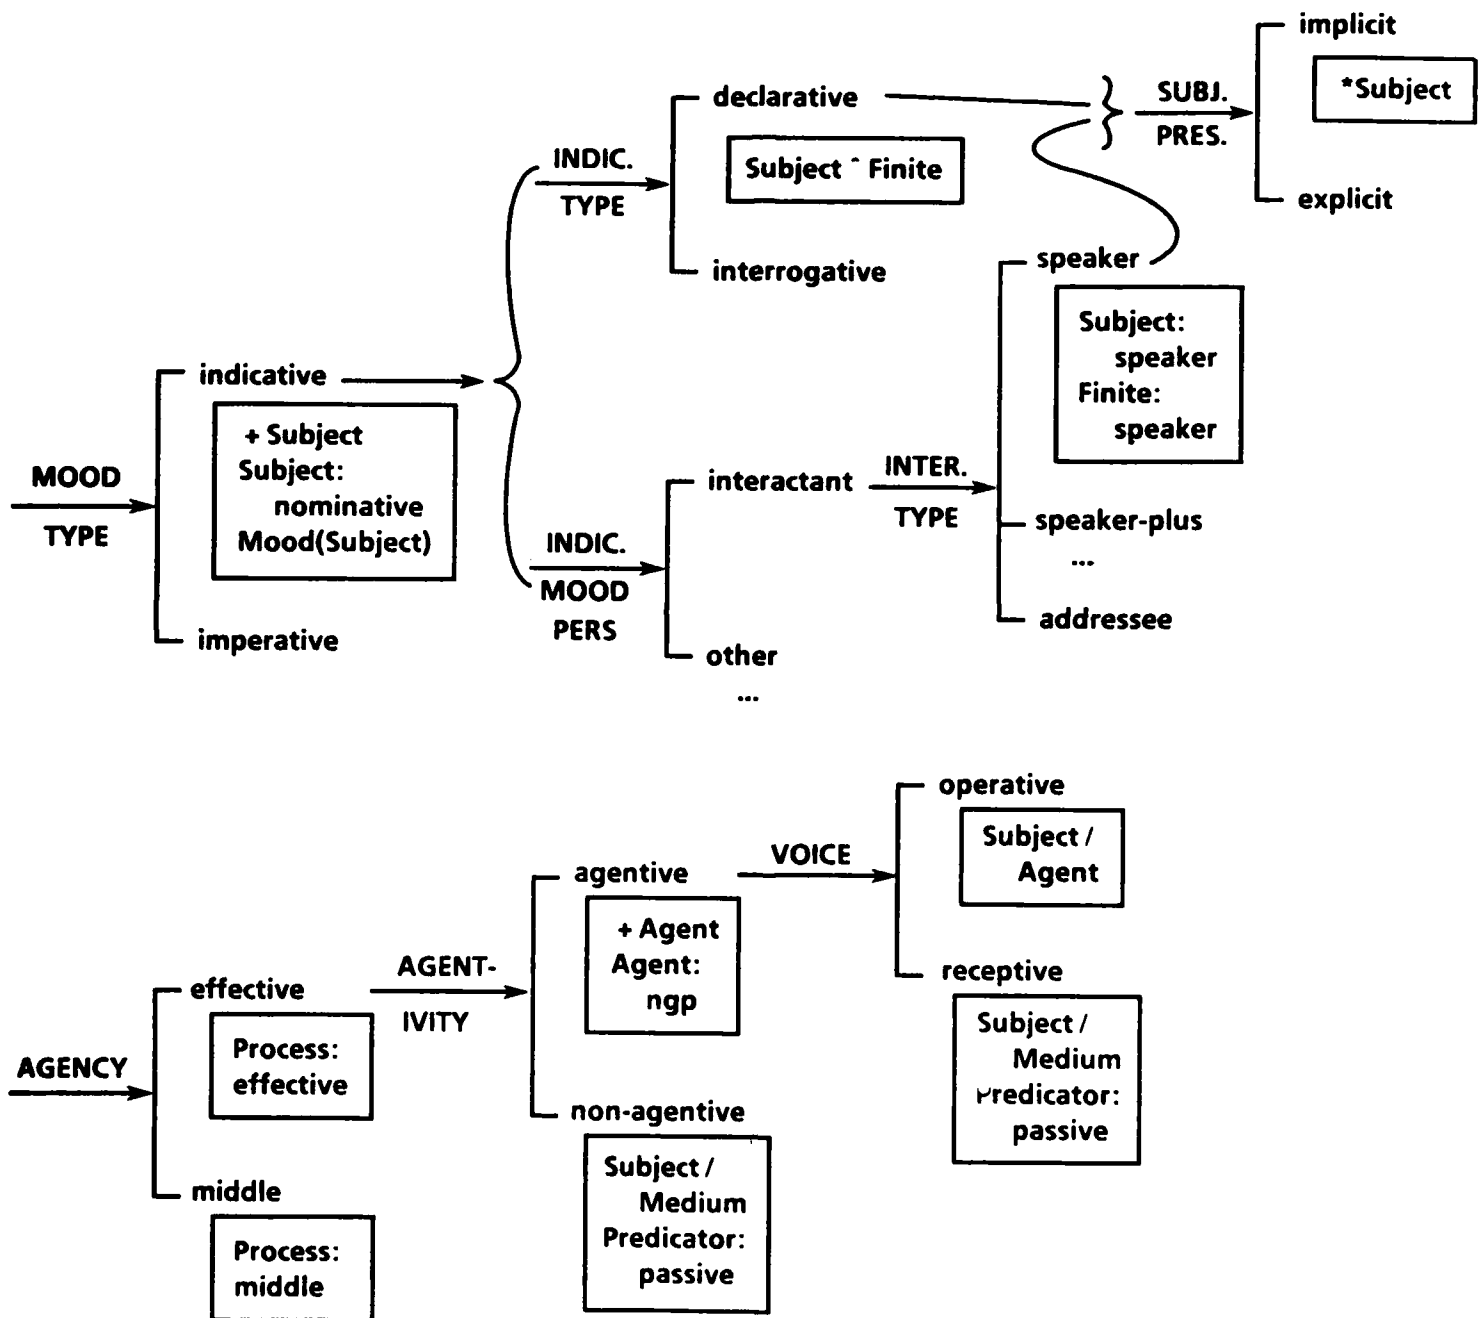 implicit
*Subject
declarative
SUBJ.
PRES.
INDIC.
TYPE
Subject ^ Finite
explicit
interrogative
speaker
Subject:
speaker
Finite:
speaker
indicative
+ Subject
Subject:
nominative
Mood(Subject)
MOOD
TYPE
interactant
INTER.
TYPE
speaker-plus
...
addressee
INDIC.
MOOD
PERS
imperative
other
...
operative
Subject /
Agent
VOICE
agentive
+ Agent
Agent:
ngp
AGENT-
IVITY
receptive
Subject /
Medium
Predicator:
passive
effective
Process:
effective
AGENCY
non-agentive
Subject /
Medium
Predicator:
passive
middle
Process:
middle